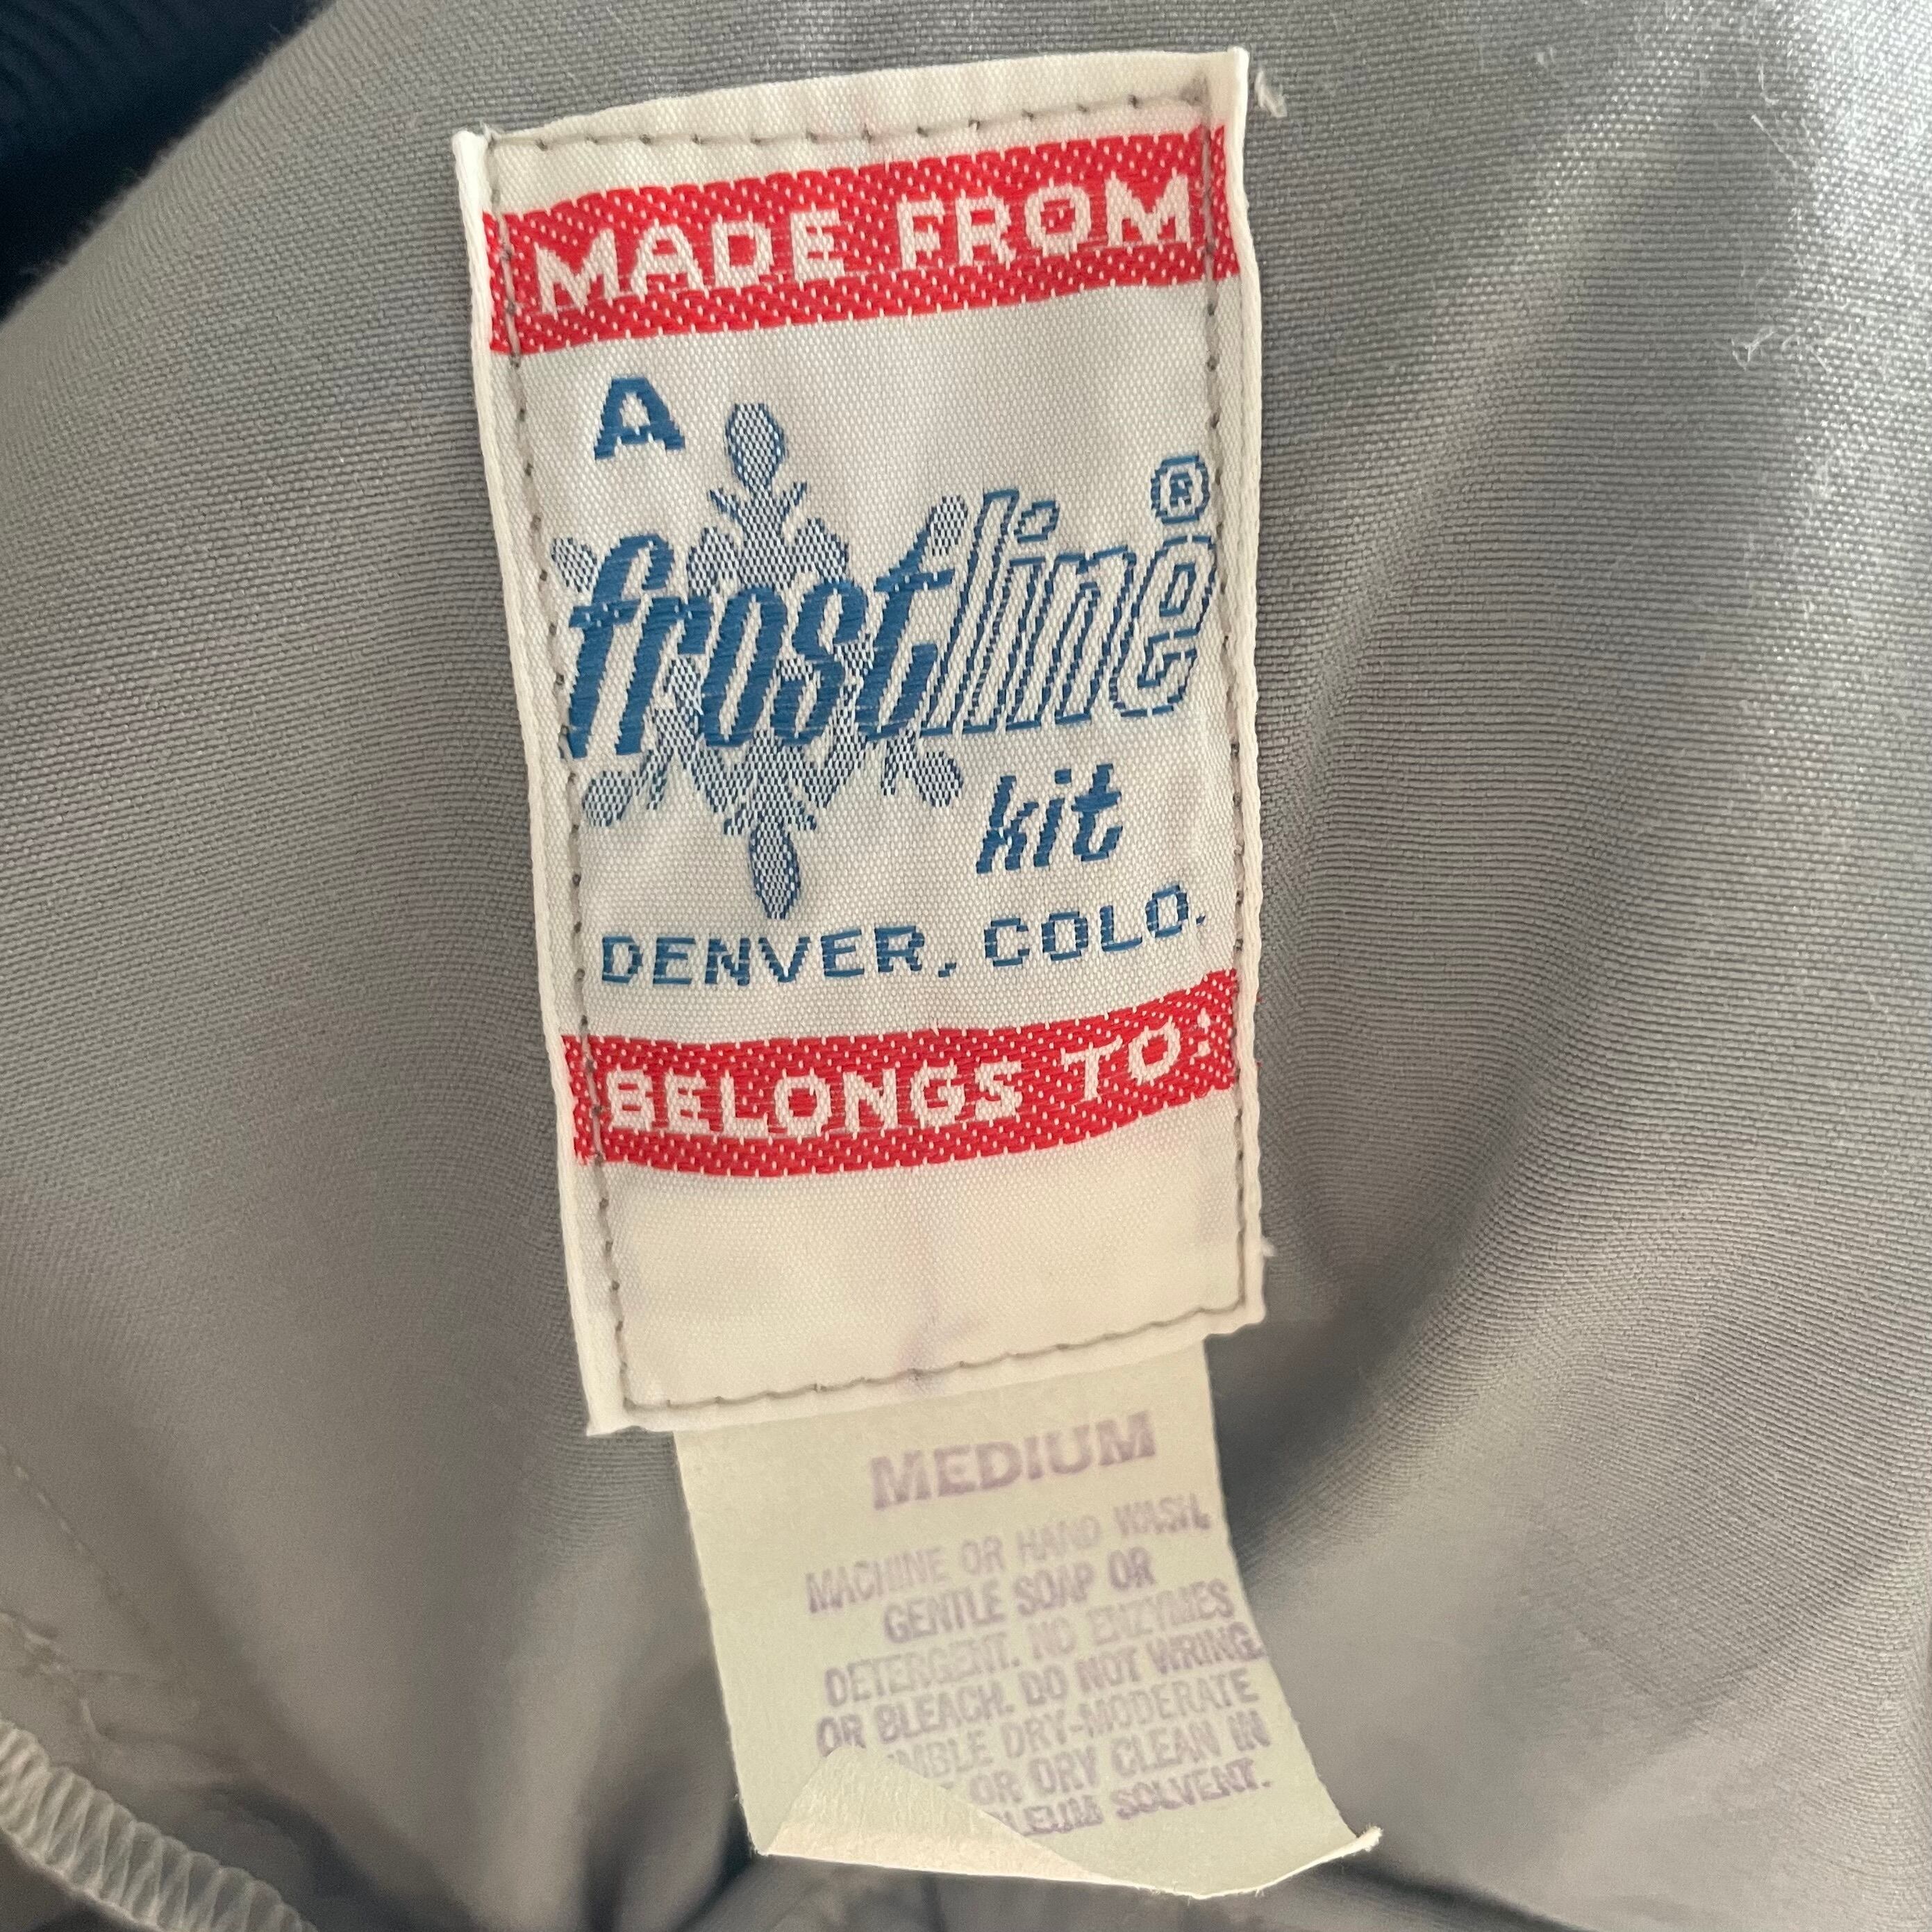 MADE FROM
A
frostline®
kit
DENVER, COLO.
BELONGS TO:
MEDIUM
MACHINE OR HAND WASH,
GENTLE SOAP OR
DETERGENT. NO ENZYMES
OR BLEACH. DO NOT WRING.
DRY-MODERATE
OR DRY CLEAN IN
SOLVENT.